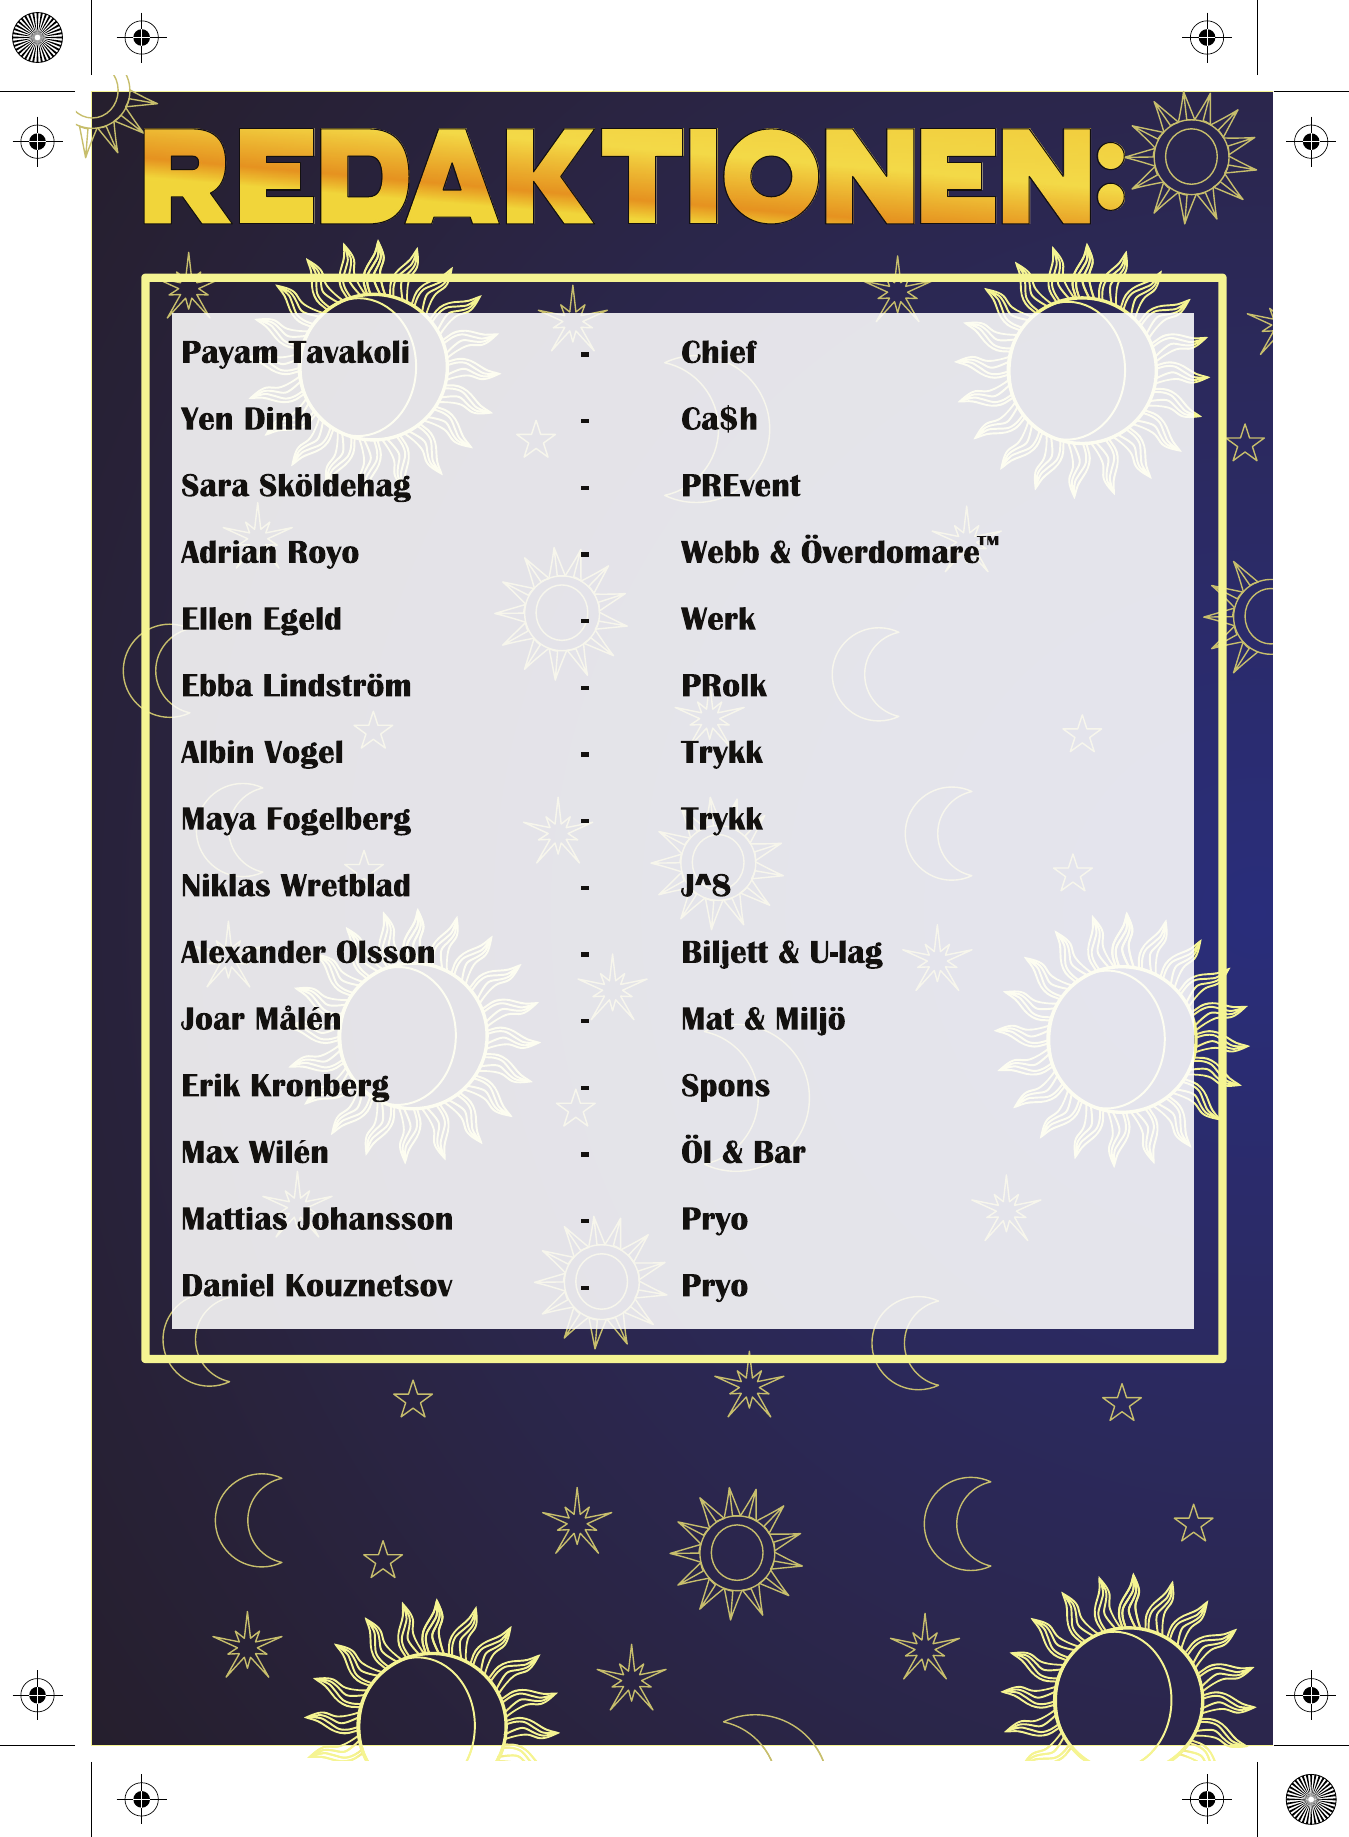 REDAKTIONEN:
Payam Tavakoli - Chief
Yen Dinh - Ca$h
Sara Sköldehag - PREvent
Adrian Royo - Webb & Överdomare™
Ellen Egeld - Werk
Ebba Lindström - PRolk
Albin Vogel - Trykk
Maya Fogelberg - Trykk
Niklas Wretblad - J^8
Alexander Olsson - Biljett & U-lag
Joar Målén - Mat & Miljö
Erik Kronberg - Spons
Max Wilén - Öl & Bar
Mattias Johansson - Pryo
Daniel Kouznetsov - Pryo